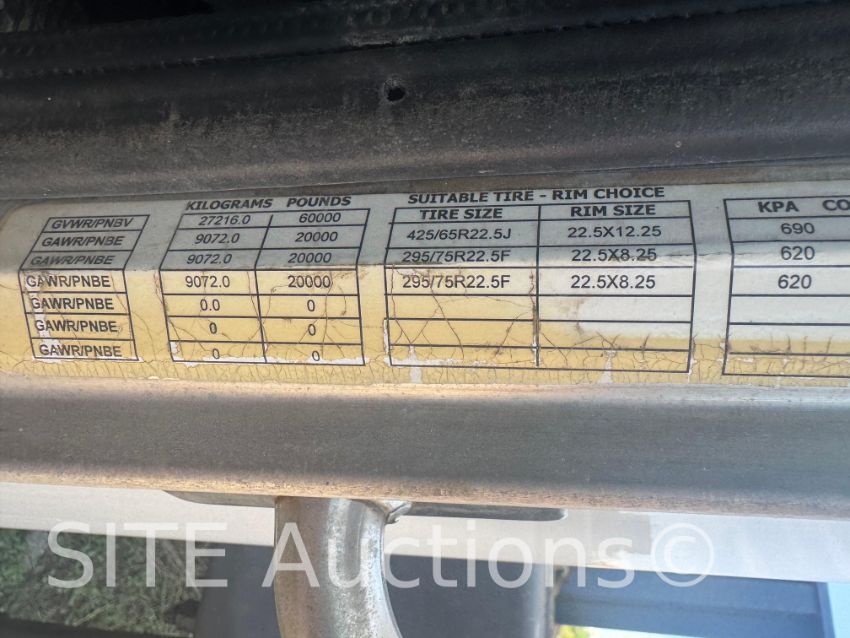 KILOGRAMS POUNDS SUITABLE TIRE - RIM CHOICE
TIRE SIZE RIM SIZE KPA CO
GVWR/PNBV 27216.0 60000
GAWR/PNBE 9072.0 20000 425/65R22.5J 22.5X12.25 690
GAWR/PNBE 9072.0 20000 295/75R22.5F 22.5X8.25 620
GAWR/PNBE 9072.0 20000 295/75R22.5F 22.5X8.25 620
GAWR/PNBE 0.0 0
GAWR/PNBE 0 0
GAWR/PNBE 0 0
SITE Auctions©